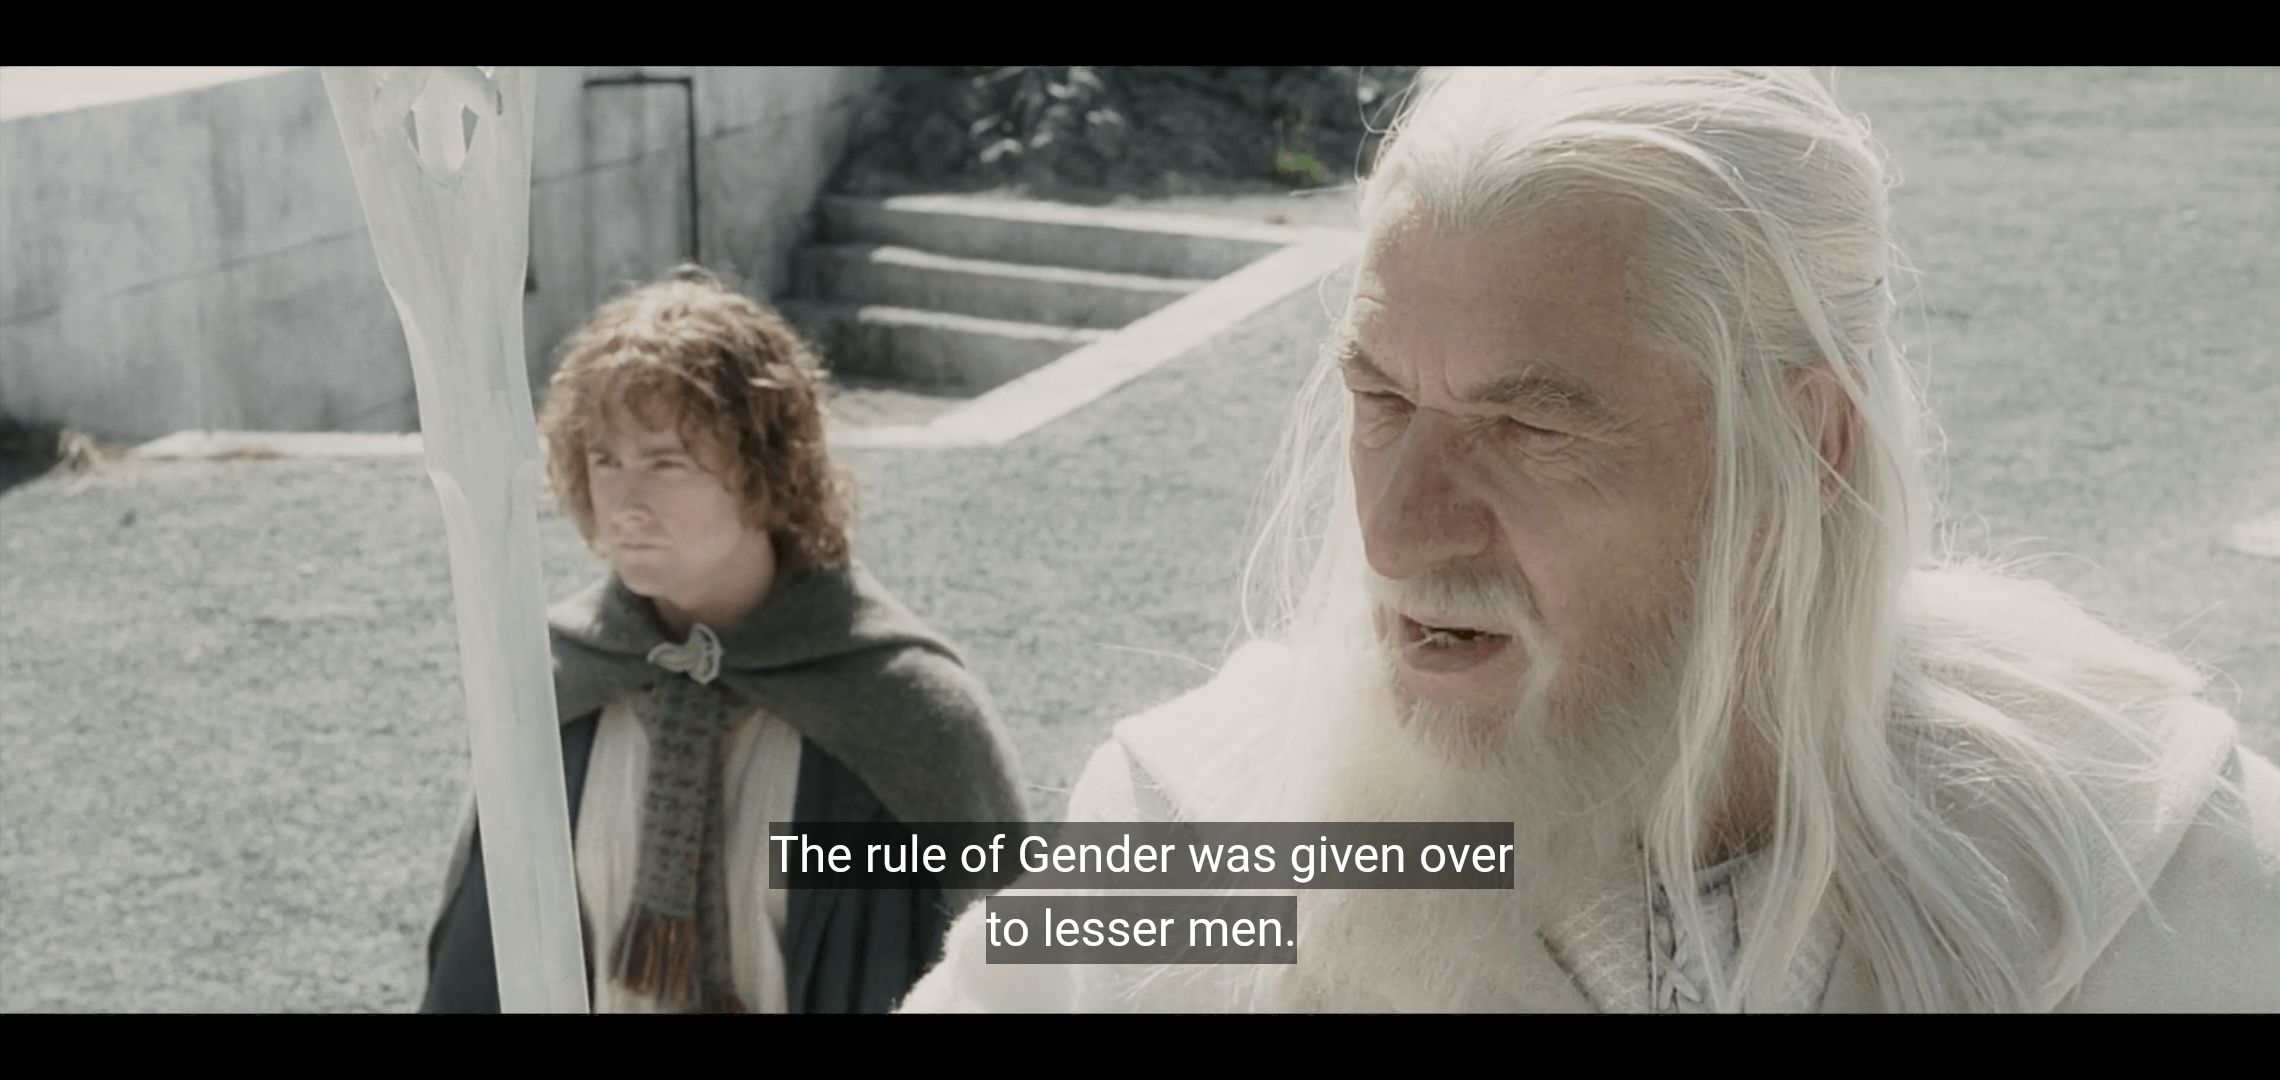 The rule of Gender was given over
to lesser men.